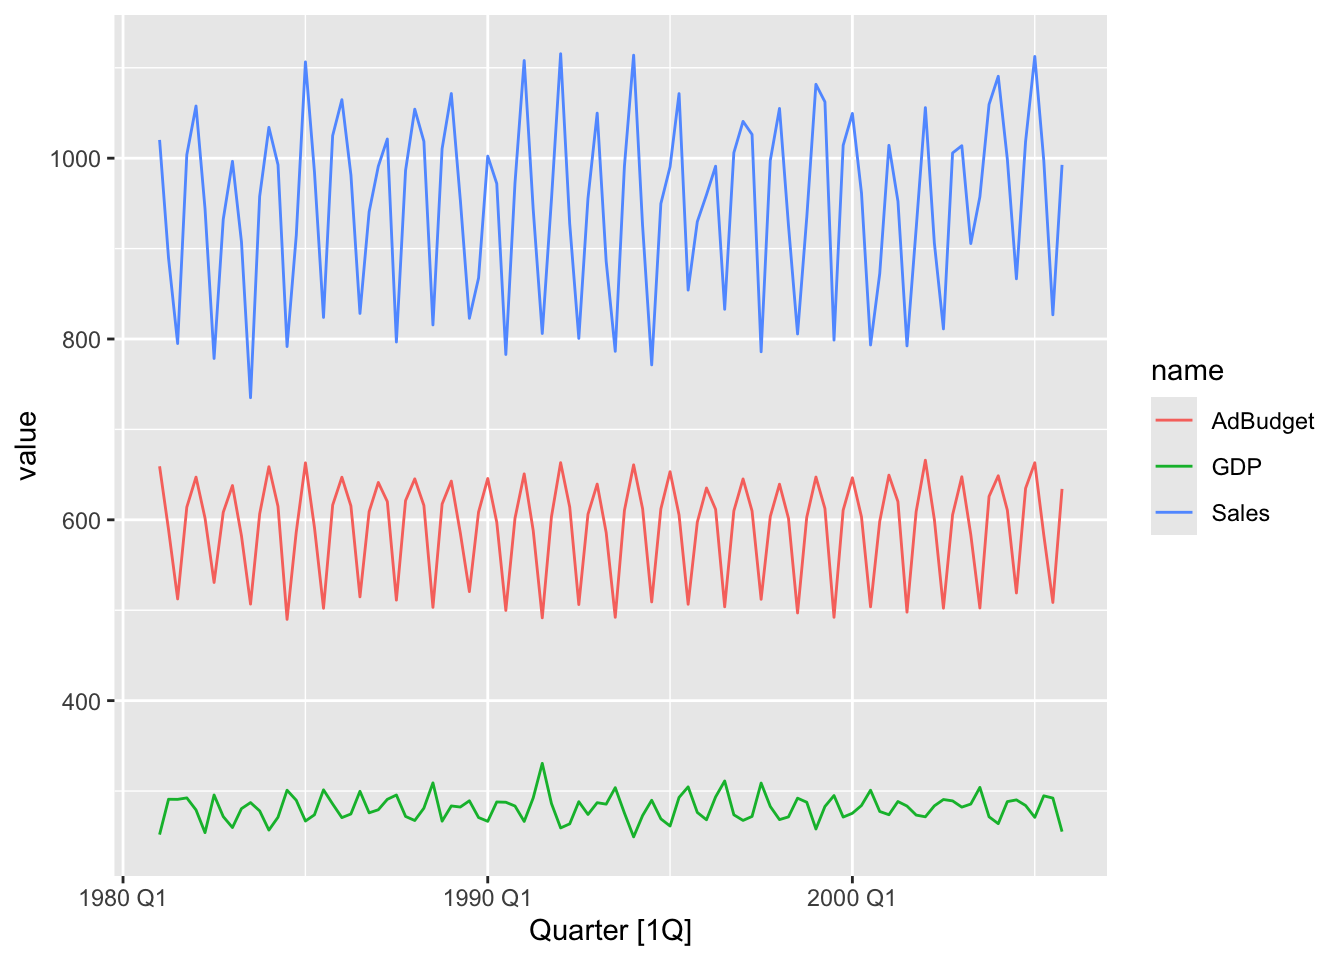 1000
800
600
400
value
1980 Q1
1990 Q1
2000 Q1
Quarter [1Q]
name
AdBudget
GDP
Sales